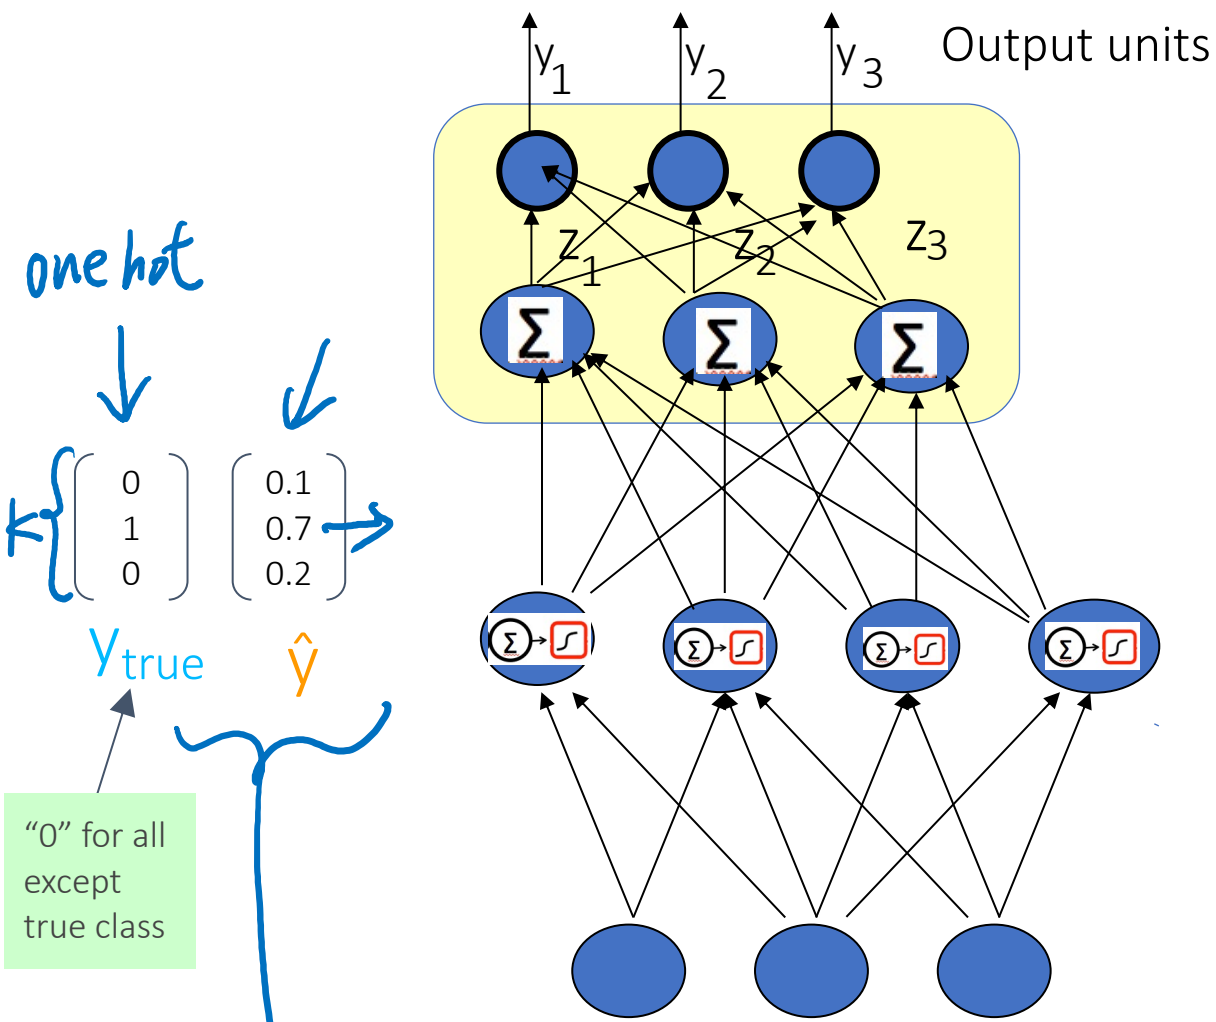 Output units
y1
y2
y3
z1
z2
z3
Σ
Σ
Σ
one hot
K
0
1
0
0.1
0.7
0.2
ytrue
ŷ
Σ
Σ
Σ
Σ
“0” for all
except
true class